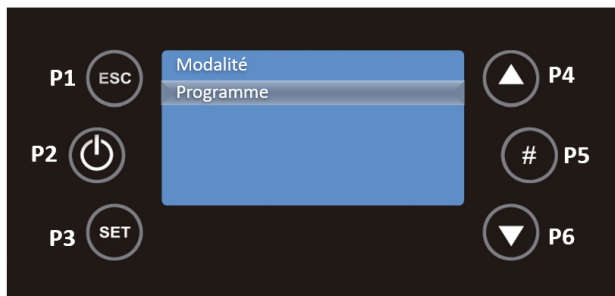 Modalité
Programme
P1 ESC
P2
P3 SET
P4
# P5
P6